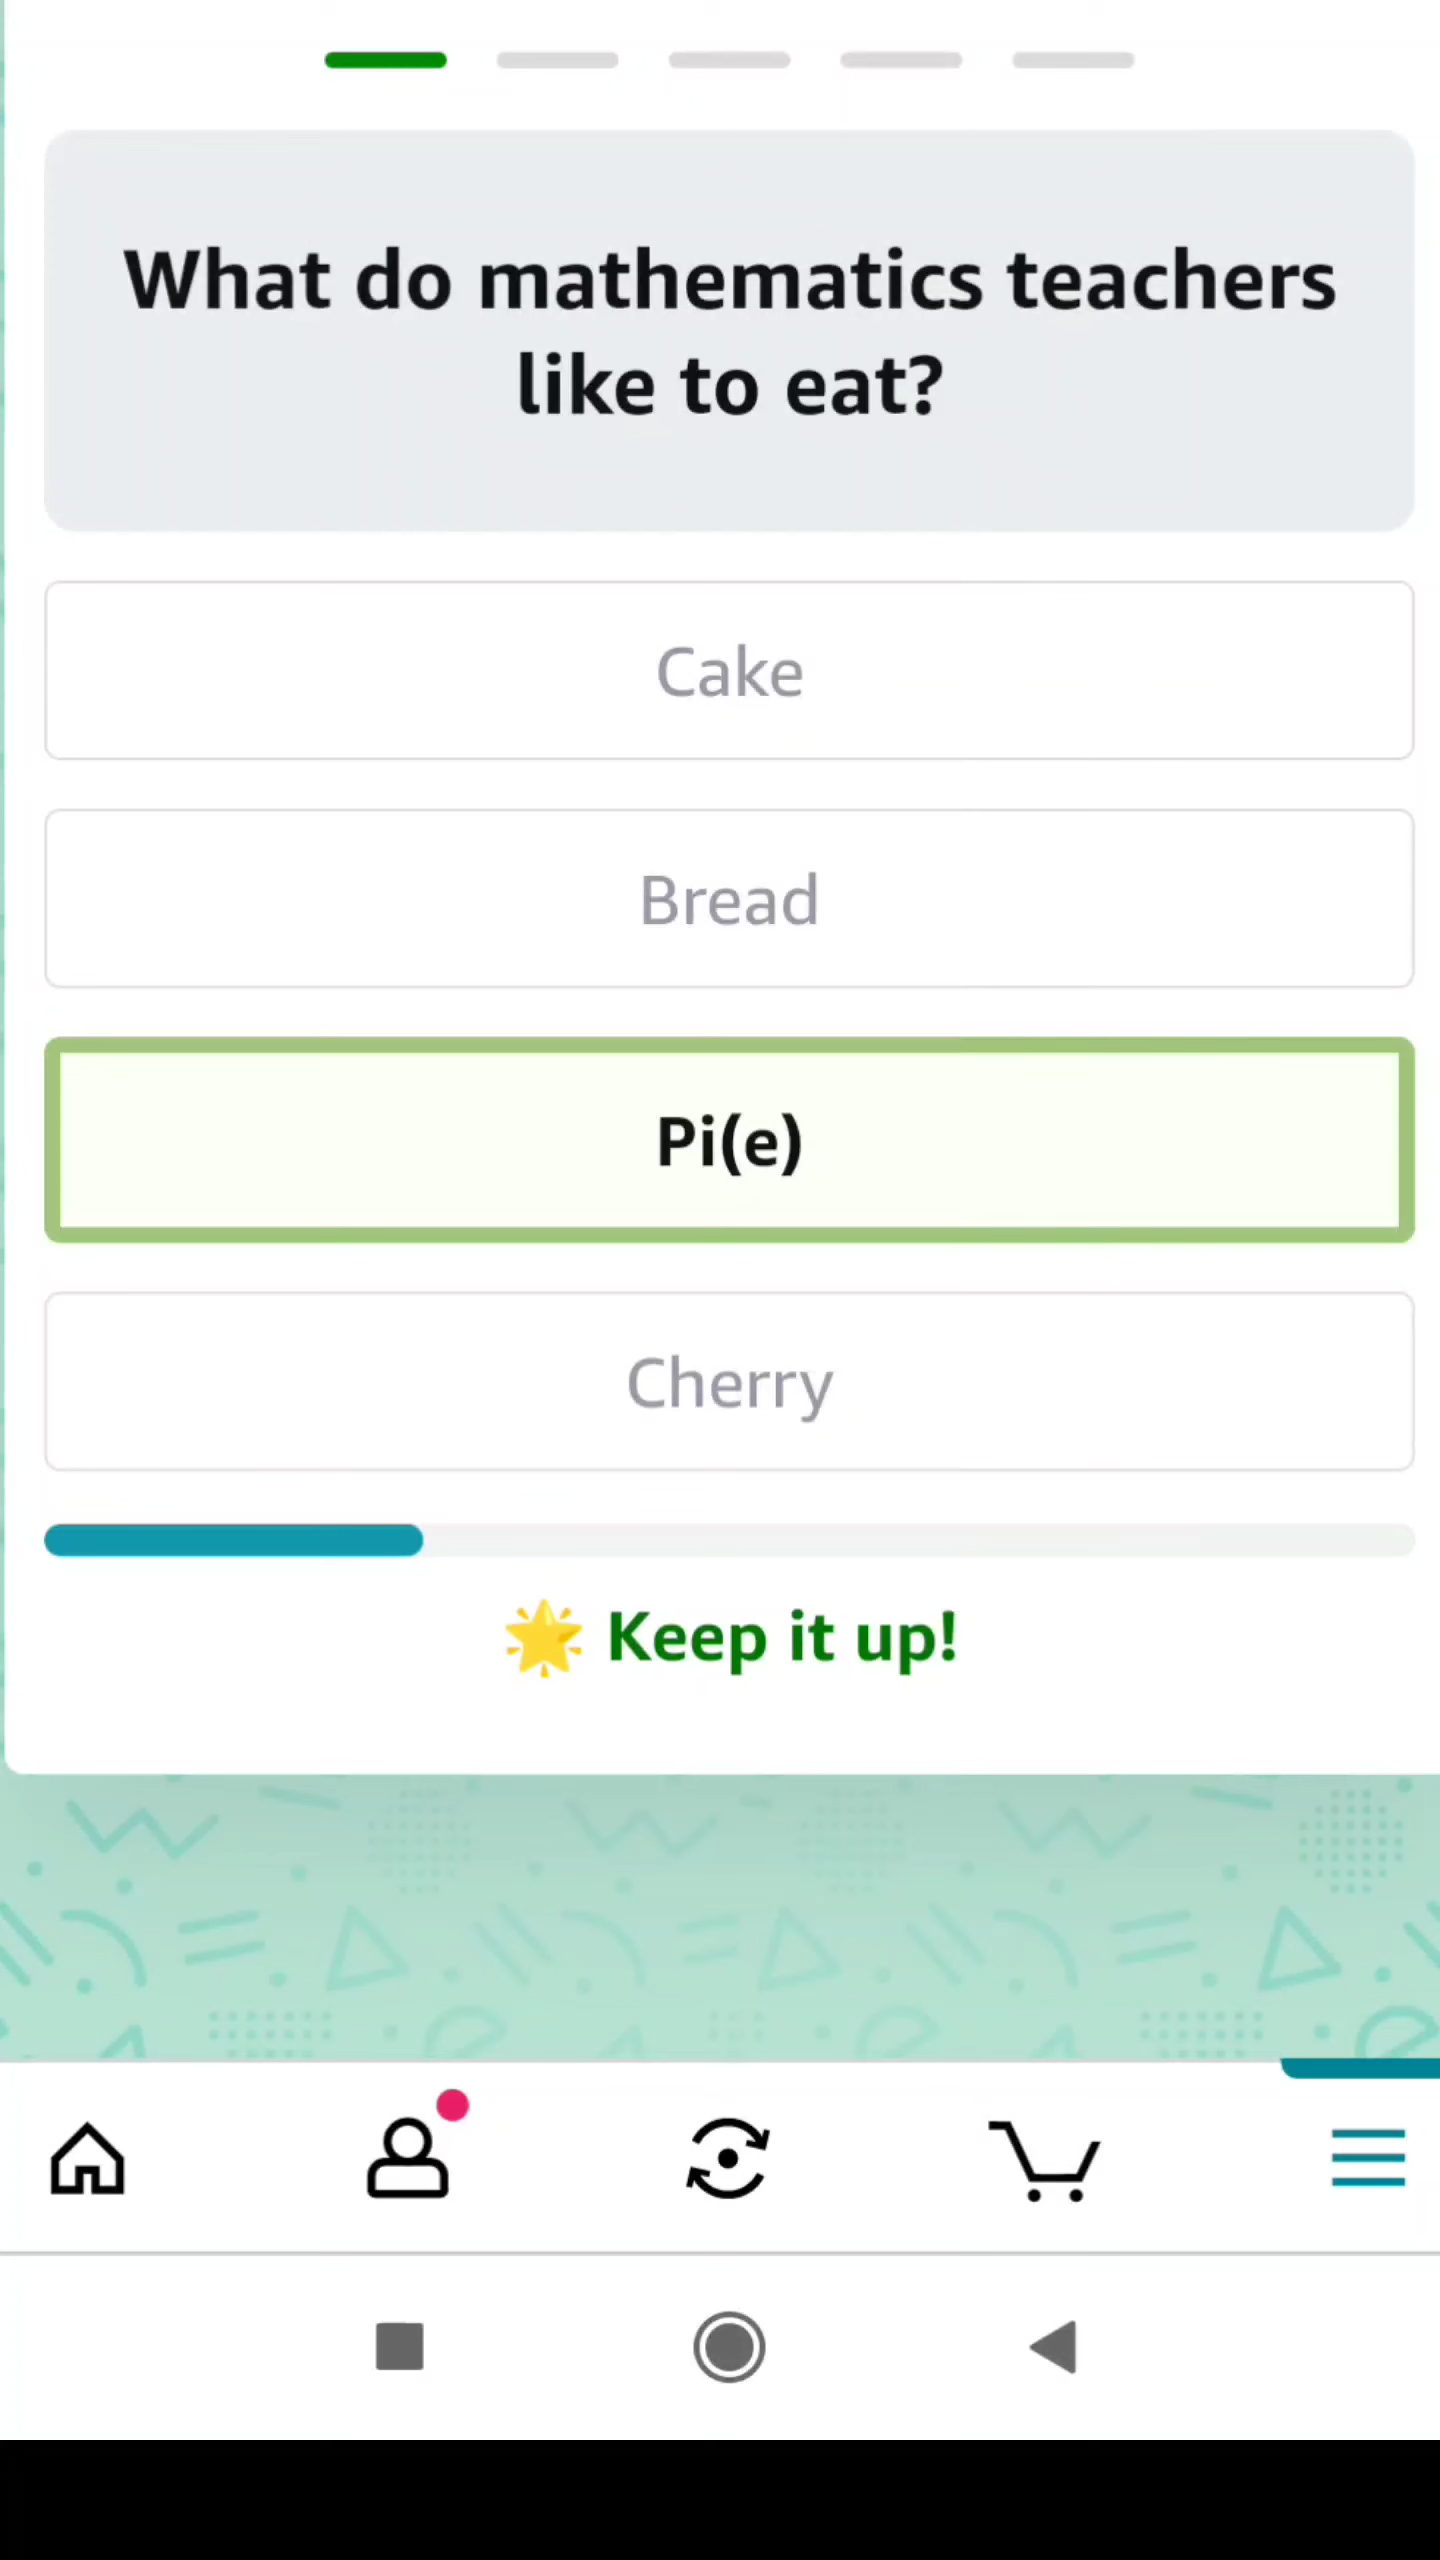 What do mathematics teachers
like to eat?
Cake
Bread
Pi(e)
Cherry
Keep it up!